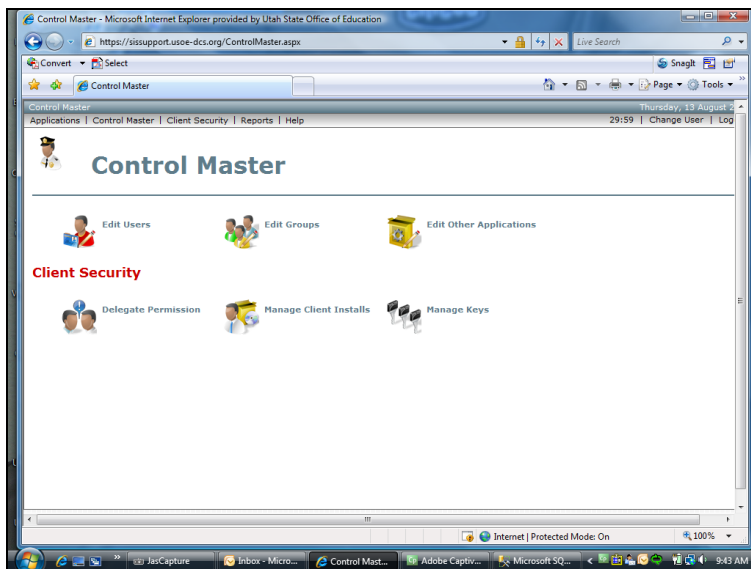 Control Master - Microsoft Internet Explorer provided by Utah State Office of Education
https://sissupport.usoe-dcs.org/ControlMaster.aspx
Live Search
Convert
Select
SnagIt
Control Master
Page
Tools
Control Master
Thursday, 13 August 2
Applications | Control Master | Client Security | Reports | Help
29:59 | Change User | Log
Control Master
Edit Users
Edit Groups
Edit Other Applications
Client Security
Delegate Permission
Manage Client Installs
Manage Keys
Internet | Protected Mode: On
100%
JasCapture
Inbox - Micro...
Control Mast...
Adobe Captiv...
Microsoft SQ...
9:43 AM